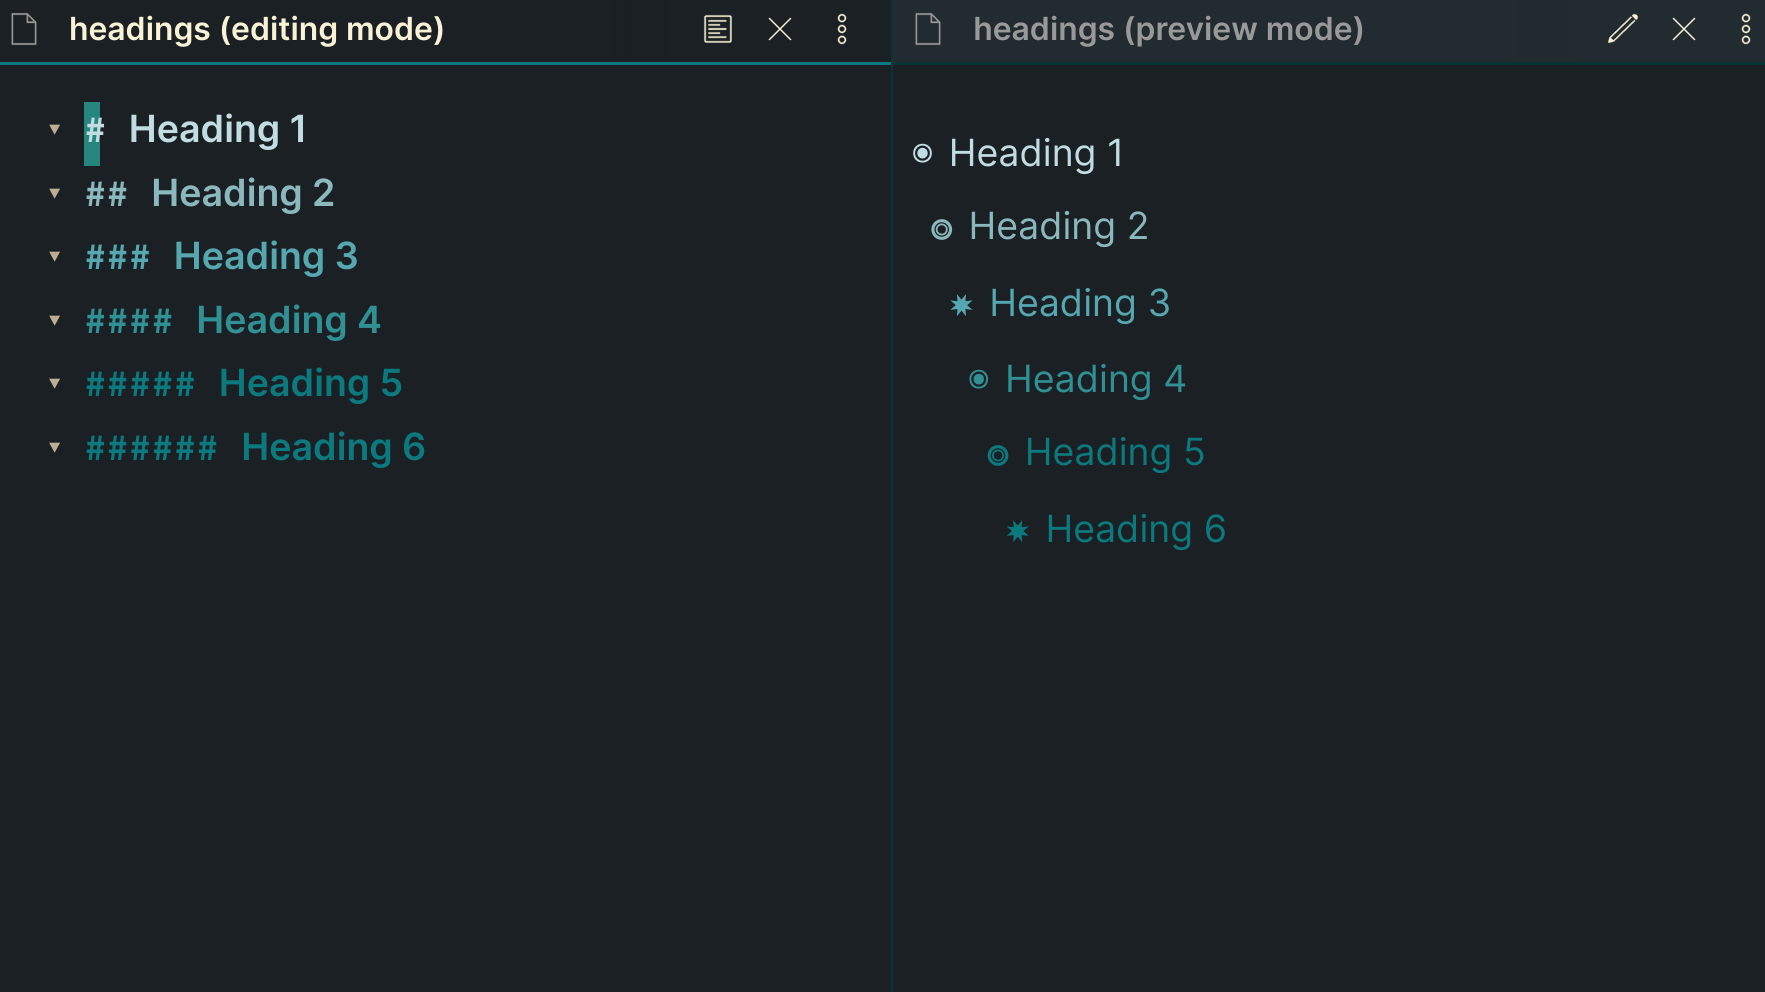 headings (editing mode)
# Heading 1
## Heading 2
### Heading 3
#### Heading 4
##### Heading 5
###### Heading 6
headings (preview mode)
Heading 1
Heading 2
Heading 3
Heading 4
Heading 5
Heading 6